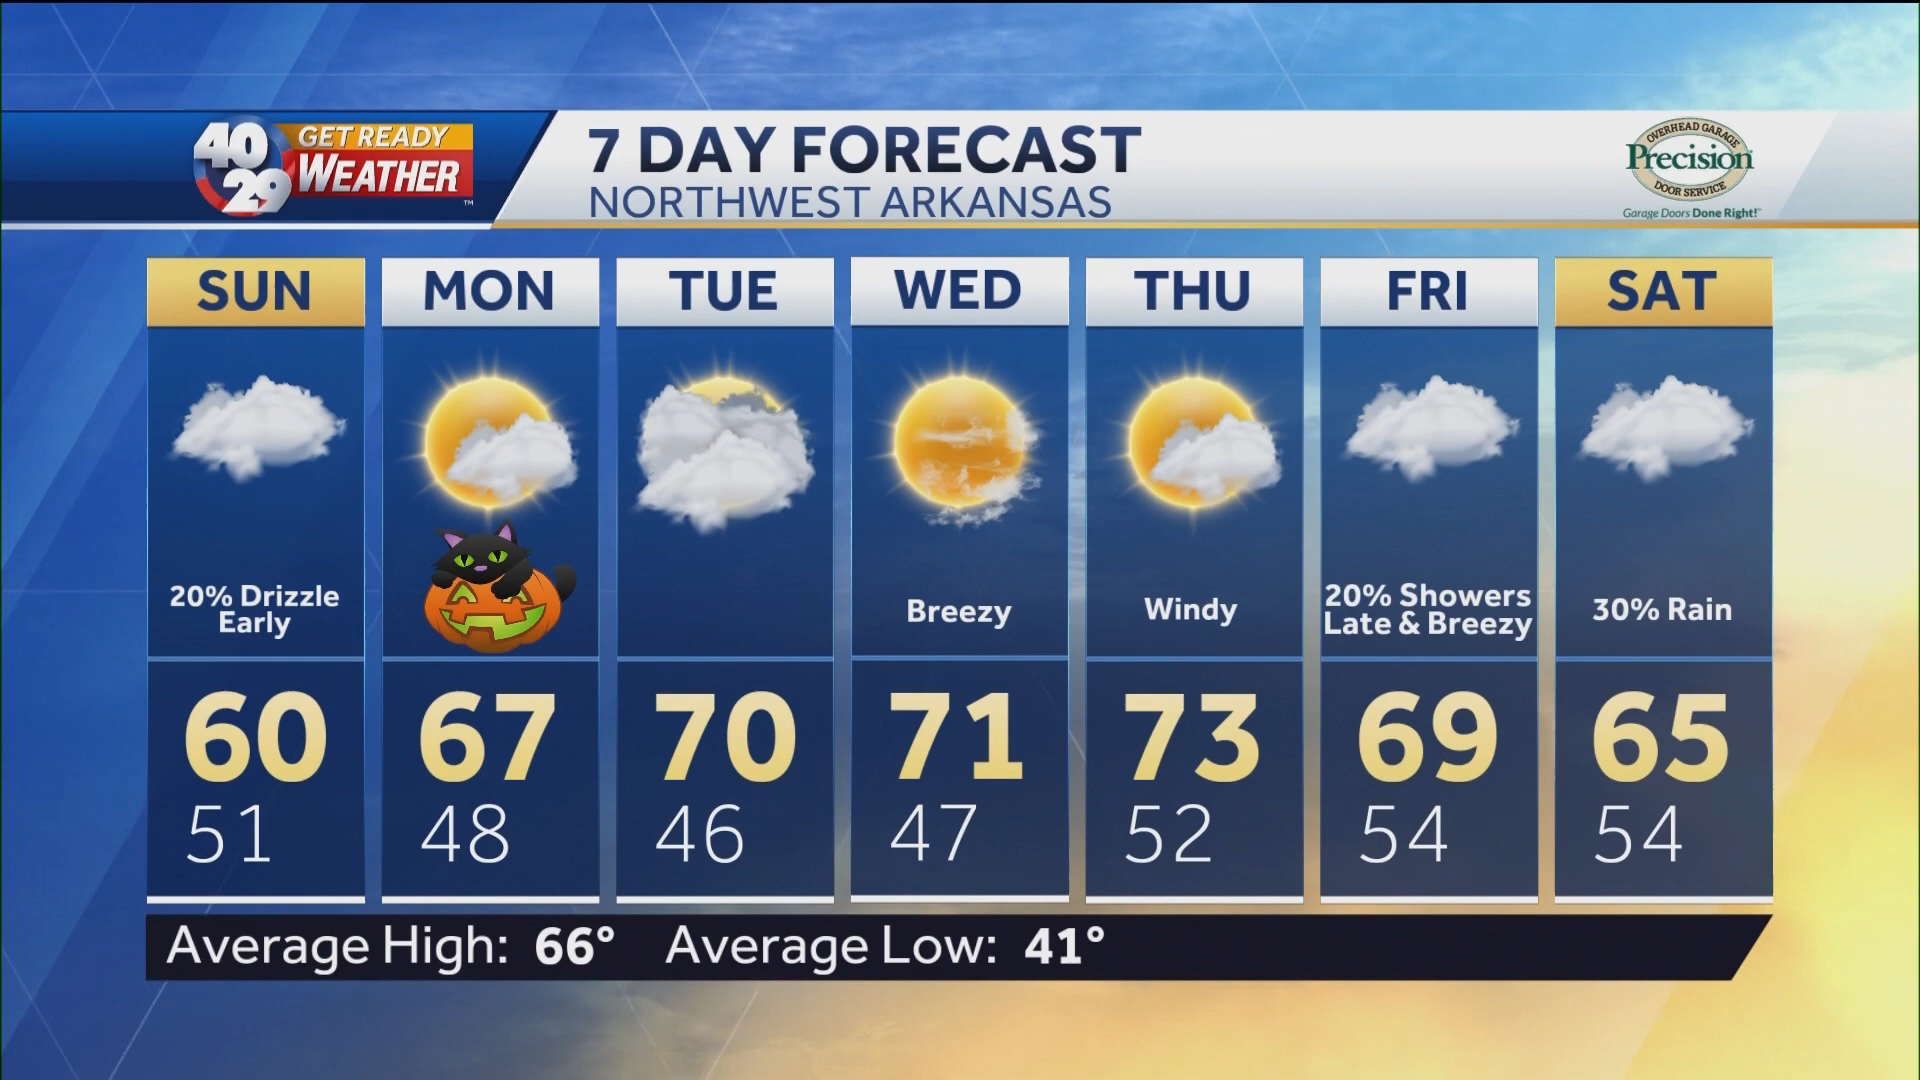 40
29
GET READY
WEATHER™
7 DAY FORECAST
NORTHWEST ARKANSAS
OVERHEAD GARAGE
Precision
DOOR SERVICE
Garage Doors Done Right!
SUN
MON
TUE
WED
THU
FRI
SAT
20% Drizzle
Early
Breezy
Windy
20% Showers
Late & Breezy
30% Rain
60
67
70
71
73
69
65
51
48
46
47
52
54
54
Average High: 66° Average Low: 41°